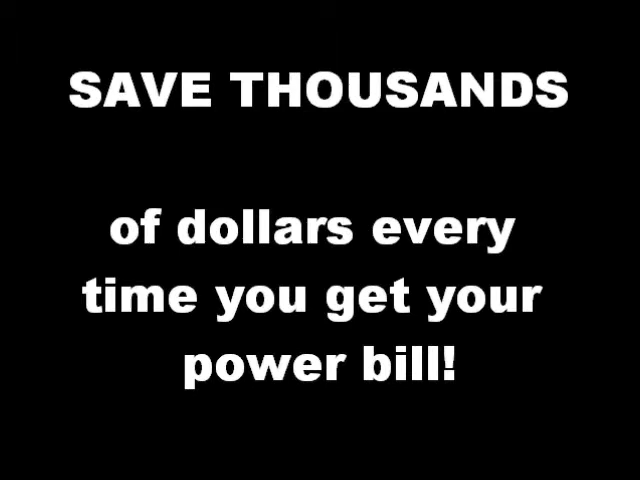 SAVE THOUSANDS
of dollars every
time you get your
power bill!